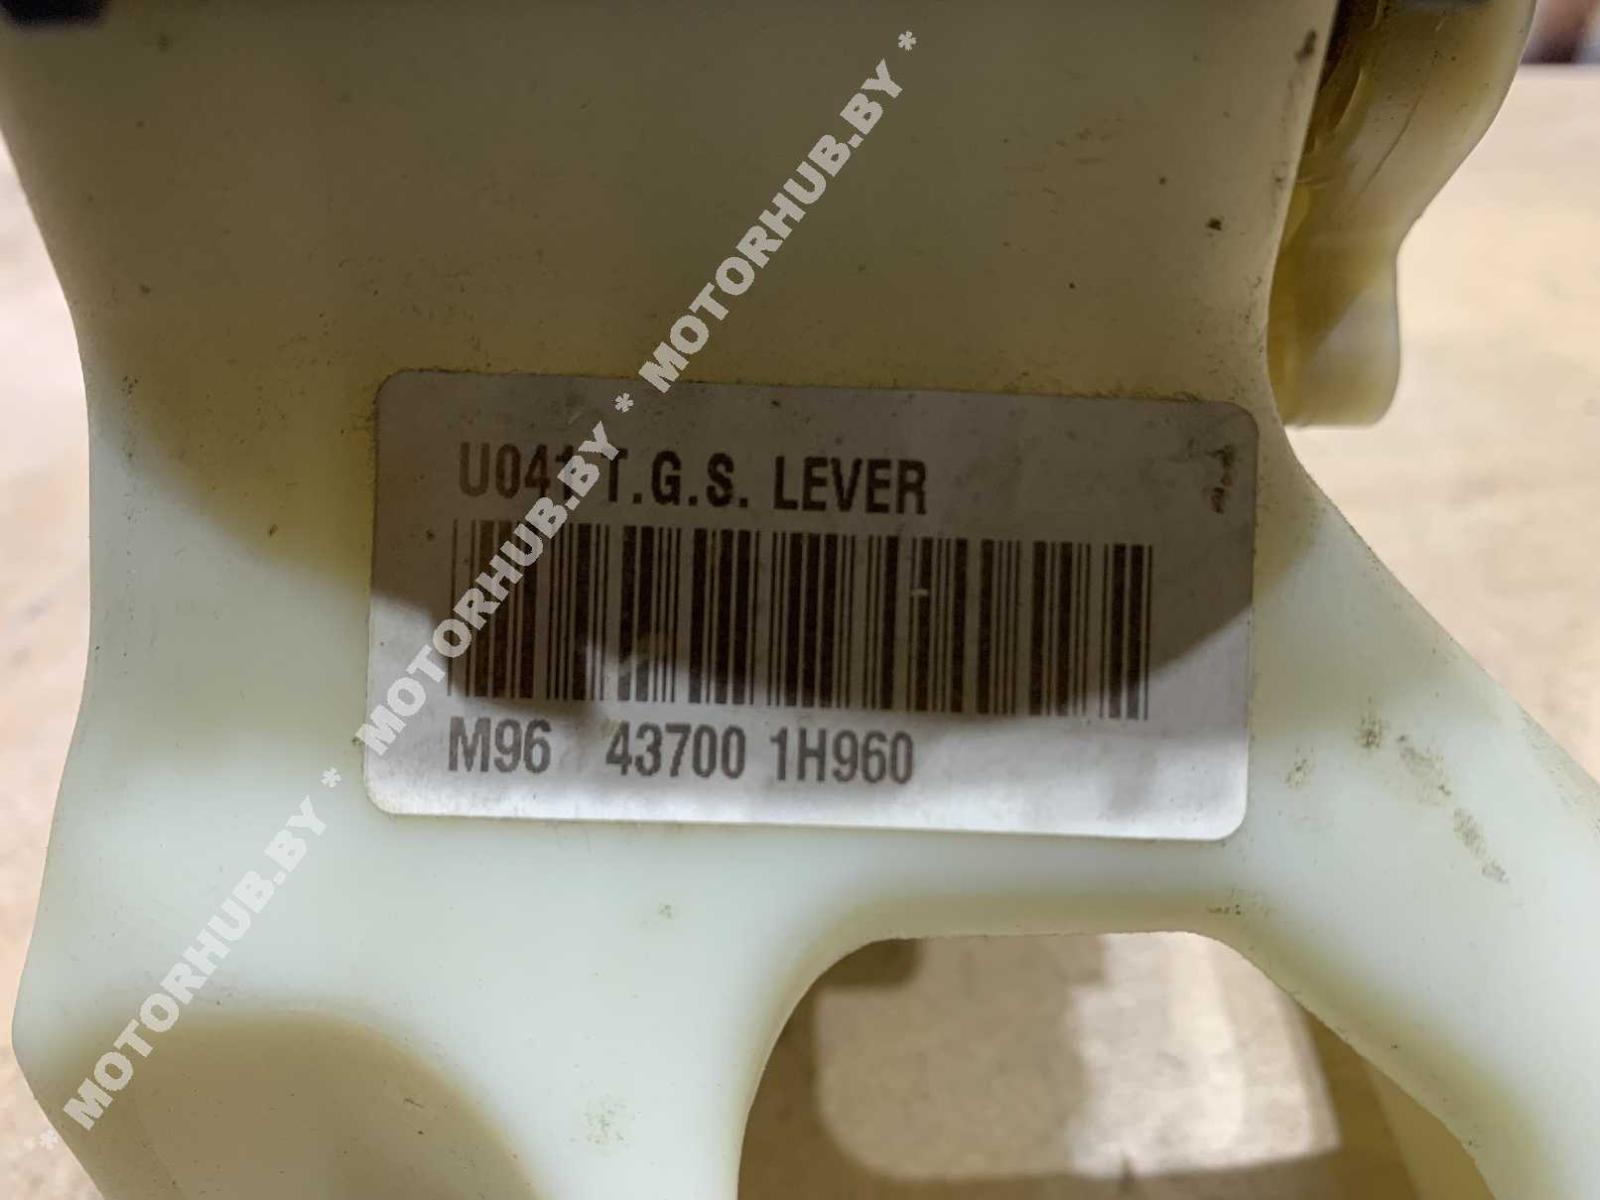 U041 T.G.S. LEVER
M96 43700 1H960
* MOTORHUB.BY * MOTORHUB.BY * MOTORHUB.BY * MOTORHUB.BY *